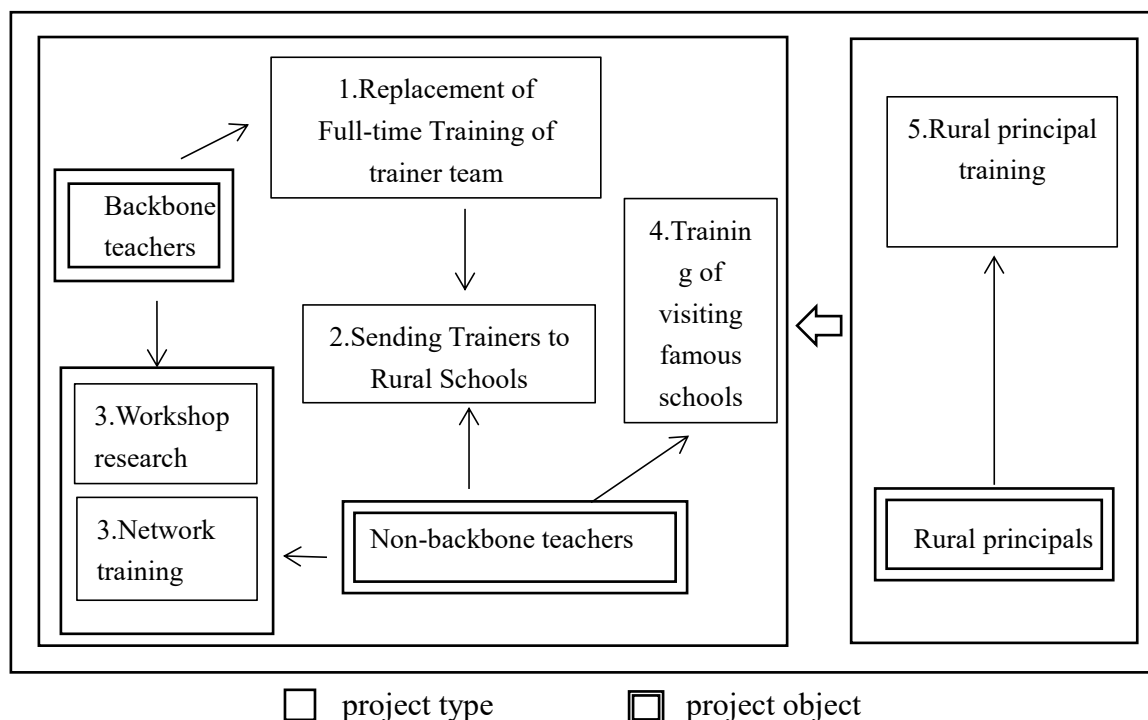 1.Replacement of
Full-time Training of
trainer team
Backbone
teachers
2.Sending Trainers to
Rural Schools
3.Workshop
research
3.Network
training
Non-backbone teachers
4.Trainin
g of
visiting
famous
schools
5.Rural principal
training
Rural principals
project type
project object